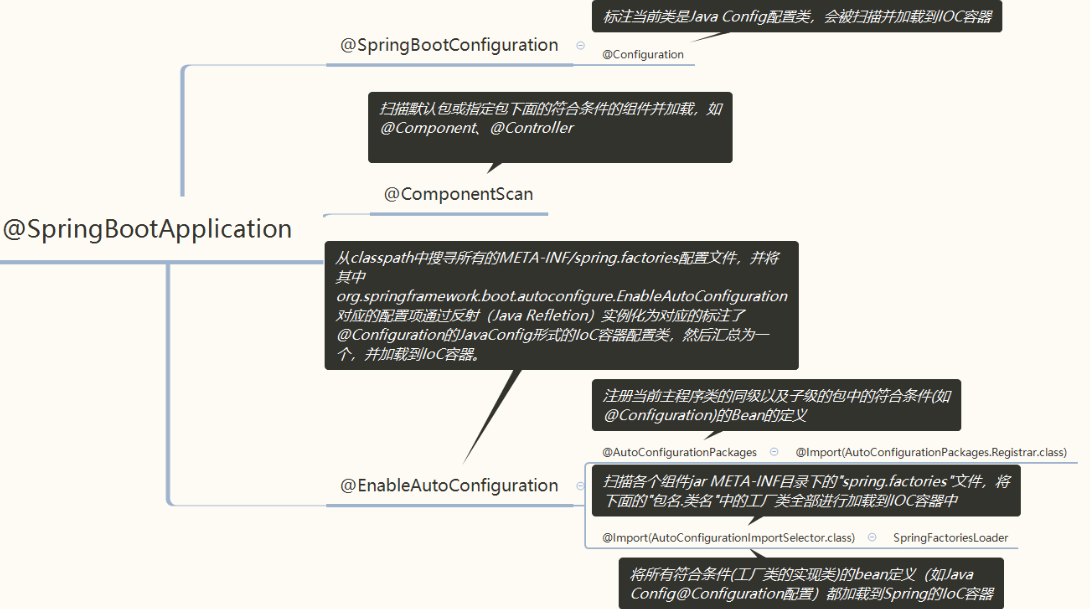 标注当前类是Java Config配置类，会被扫描并加载到IOC容器
@SpringBootConfiguration
@Configuration
扫描默认包或指定包下面的符合条件的组件并加载，如
@Component、@Controller
@ComponentScan
@SpringBootApplication
从classpath中搜寻所有的META-INF/spring.factories配置文件，并将
其中
org.springframework.boot.autoconfigure.EnableAutoConfiguration
对应的配置项通过反射（Java Refletion）实例化为对应的标注了
@Configuration的JavaConfig形式的IoC容器配置类，然后汇总为一
个，并加载到IoC容器。
注册当前主程序类的同级以及子级的包中的符合条件(如
@Configuration)的Bean的定义
@AutoConfigurationPackages
@Import(AutoConfigurationPackages.Registrar.class)
@EnableAutoConfiguration
扫描各个组件jar META-INF目录下的"spring.factories"文件，将
下面的"包名.类名"中的工厂类全部进行加载到IOC容器中
@Import(AutoConfigurationImportSelector.class)
SpringFactoriesLoader
将所有符合条件(工厂类的实现类)的bean定义（如Java
Config@Configuration配置）都加载到Spring的IoC容器